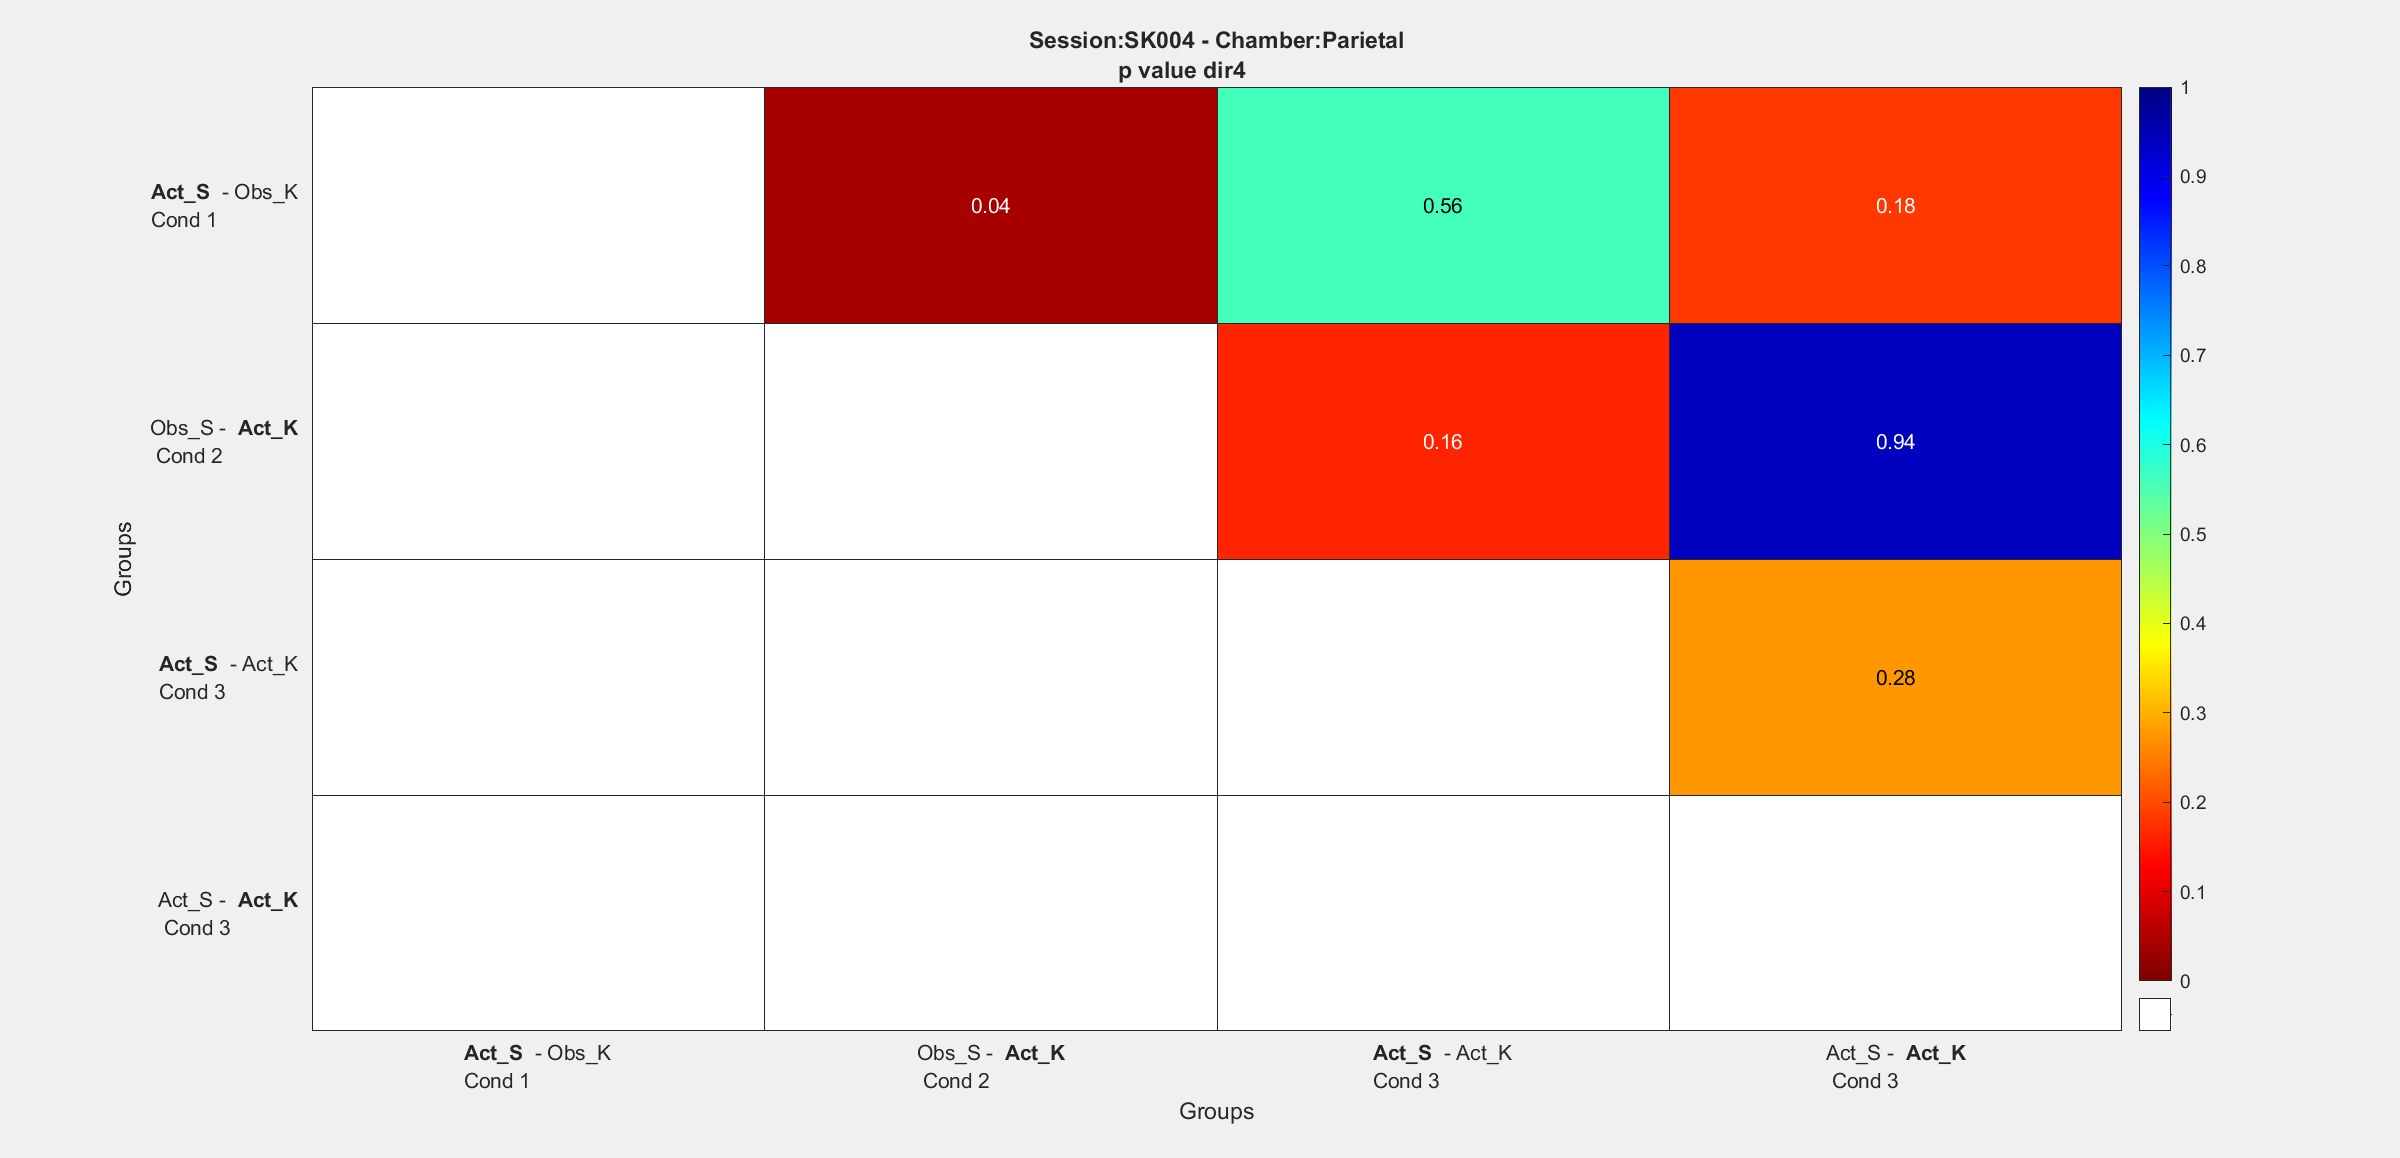 Session:SK004 - Chamber:Parietal
p value dir4
Act_S - Obs_K
Cond 1
0.04
0.56
0.18
Obs_S - Act_K
Cond 2
0.16
0.94
Act_S - Act_K
Cond 3
0.28
Act_S - Act_K
Cond 3
Groups
Act_S - Obs_K
Cond 1
Obs_S - Act_K
Cond 2
Act_S - Act_K
Cond 3
Act_S - Act_K
Cond 3
Groups
1
0.9
0.8
0.7
0.6
0.5
0.4
0.3
0.2
0.1
0